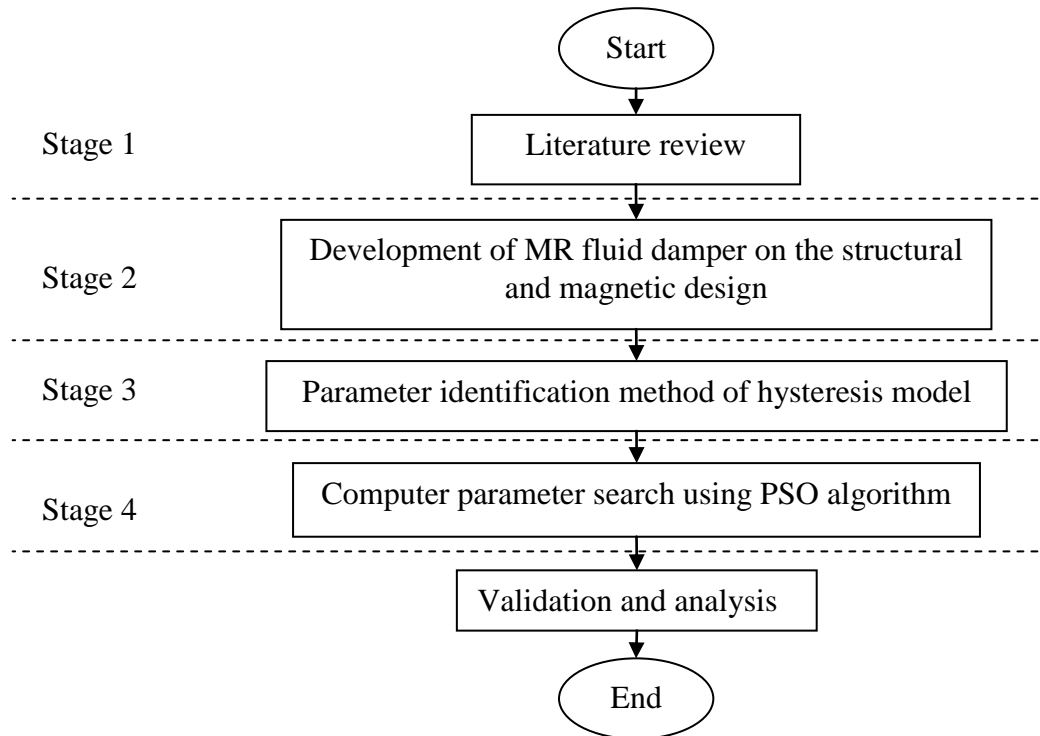 Start
Stage 1
Literature review
Stage 2
Development of MR fluid damper on the structural
and magnetic design
Stage 3
Parameter identification method of hysteresis model
Stage 4
Computer parameter search using PSO algorithm
Validation and analysis
End